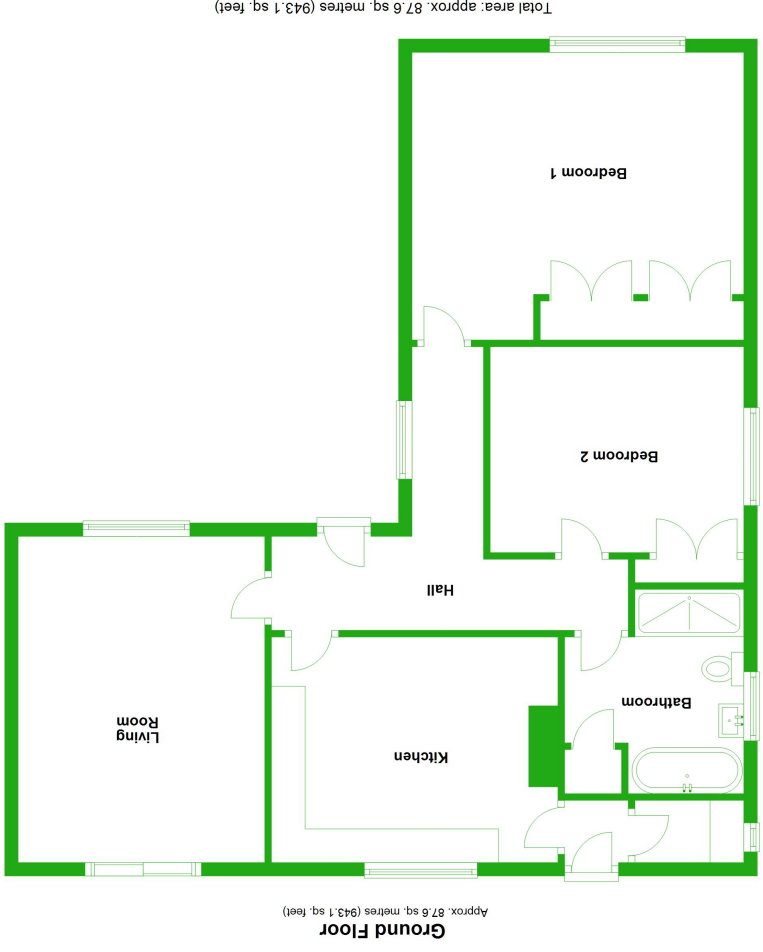 Ground Floor
Approx. 87.6 sq. metres (943.1 sq. feet)
Kitchen
Living
Room
Bathroom
Hall
Bedroom 2
Bedroom 1
Total area: approx. 87.6 sq. metres (943.1 sq. feet)